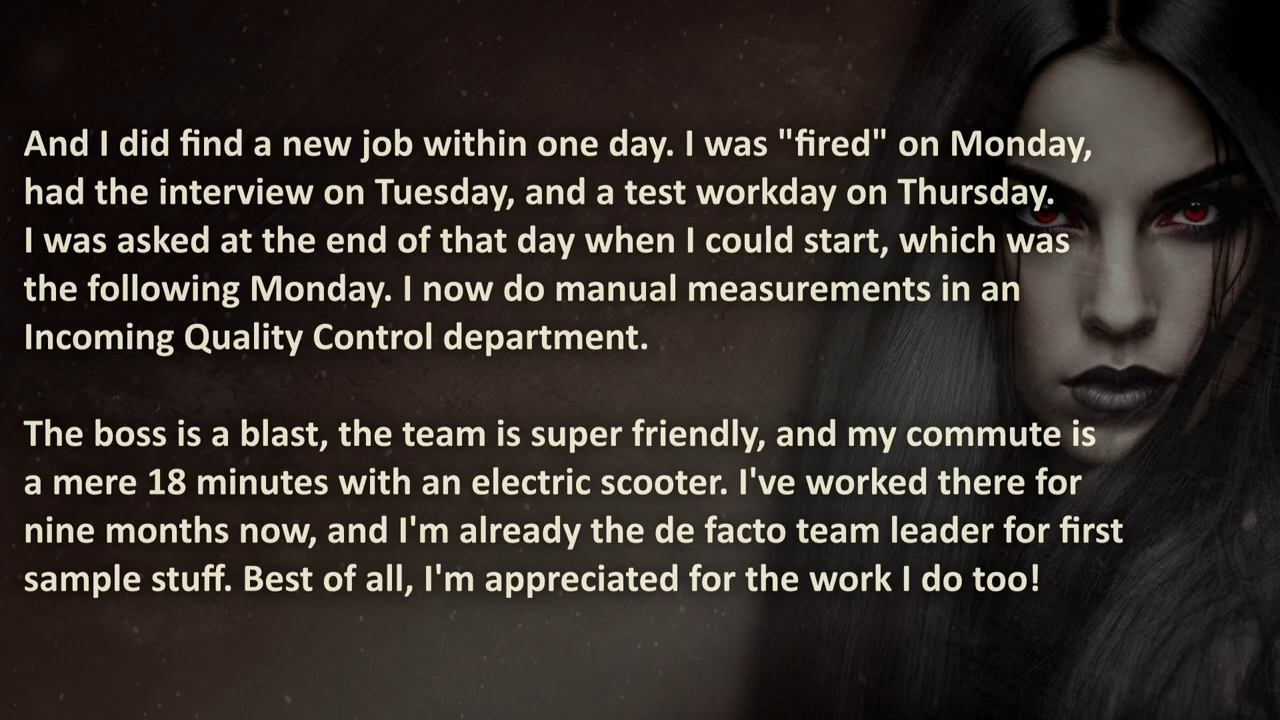 And I did find a new job within one day. I was "fired" on Monday,
had the interview on Tuesday, and a test workday on Thursday.
I was asked at the end of that day when I could start, which was
the following Monday. I now do manual measurements in an
Incoming Quality Control department.
The boss is a blast, the team is super friendly, and my commute is
a mere 18 minutes with an electric scooter. I've worked there for
nine months now, and I'm already the de facto team leader for first
sample stuff. Best of all, I'm appreciated for the work I do too!